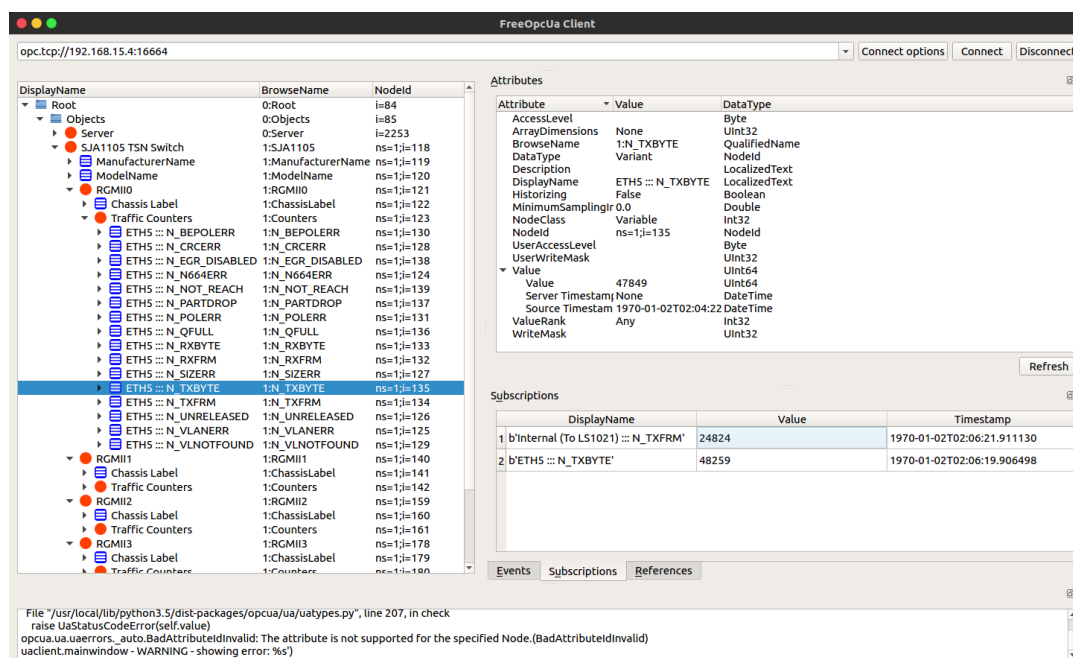 FreeOpcUa Client
opc.tcp://192.168.15.4:16664 Connect options Connect Disconnect
DisplayName BrowseName NodeId
Root 0:Root i=84
Objects 0:Objects i=85
Server 0:Server i=2253
SJA1105 TSN Switch 1:SJA1105 ns=1;i=118
ManufacturerName 1:ManufacturerName ns=1;i=119
ModelName 1:ModelName ns=1;i=120
RGMII0 1:RGMII0 ns=1;i=121
Chassis Label 1:ChassisLabel ns=1;i=122
Traffic Counters 1:Counters ns=1;i=123
ETH5 ::: N_BEPOLERR 1:N_BEPOLERR ns=1;i=130
ETH5 ::: N_CRCERR 1:N_CRCERR ns=1;i=128
ETH5 ::: N_EGR_DISABLED 1:N_EGR_DISABLED ns=1;i=138
ETH5 ::: N_N664ERR 1:N_N664ERR ns=1;i=124
ETH5 ::: N_NOT_REACH 1:N_NOT_REACH ns=1;i=139
ETH5 ::: N_PARTDROP 1:N_PARTDROP ns=1;i=137
ETH5 ::: N_POLERR 1:N_POLERR ns=1;i=131
ETH5 ::: N_QFULL 1:N_QFULL ns=1;i=136
ETH5 ::: N_RXBYTE 1:N_RXBYTE ns=1;i=133
ETH5 ::: N_RXFRM 1:N_RXFRM ns=1;i=132
ETH5 ::: N_SIZERR 1:N_SIZERR ns=1;i=127
ETH5 ::: N_TXBYTE 1:N_TXBYTE ns=1;i=135
ETH5 ::: N_TXFRM 1:N_TXFRM ns=1;i=134
ETH5 ::: N_UNRELEASED 1:N_UNRELEASED ns=1;i=126
ETH5 ::: N_VLANERR 1:N_VLANERR ns=1;i=125
ETH5 ::: N_VLNOTFOUND 1:N_VLNOTFOUND ns=1;i=129
RGMII1 1:RGMII1 ns=1;i=140
Chassis Label 1:ChassisLabel ns=1;i=141
Traffic Counters 1:Counters ns=1;i=142
RGMII2 1:RGMII2 ns=1;i=159
Chassis Label 1:ChassisLabel ns=1;i=160
Traffic Counters 1:Counters ns=1;i=161
RGMII3 1:RGMII3 ns=1;i=178
Chassis Label 1:ChassisLabel ns=1;i=179
Traffic Counters 1:Counters ns=1;i=180
Attributes
Attribute Value DataType
AccessLevel Byte
ArrayDimensions None UInt32
BrowseName 1:N_TXBYTE QualifiedName
DataType Variant NodeId
Description LocalizedText
DisplayName ETH5 ::: N_TXBYTE LocalizedText
Historizing False Boolean
MinimumSamplingIr 0.0 Double
NodeClass Variable Int32
NodeId ns=1;i=135 NodeId
UserAccessLevel Byte
UserWriteMask UInt32
Value UInt64
Value 47849 UInt64
Server Timestamp None DateTime
Source Timestam 1970-01-02T02:04:22 DateTime
ValueRank Any Int32
WriteMask UInt32
Refresh
Subscriptions
DisplayName Value Timestamp
1 b'Internal (To LS1021) ::: N_TXFRM' 24824 1970-01-02T02:06:21.911130
2 b'ETH5 ::: N_TXBYTE' 48259 1970-01-02T02:06:19.906498
Events Subscriptions References
File "/usr/local/lib/python3.5/dist-packages/opcua/ua/uatypes.py", line 207, in check
raise UaStatusCodeError(self.value)
opcua.ua.uaerrors._auto.BadAttributeIdInvalid: The attribute is not supported for the specified Node.(BadAttributeIdInvalid)
uaclient.mainwindow - WARNING - showing error: %s')